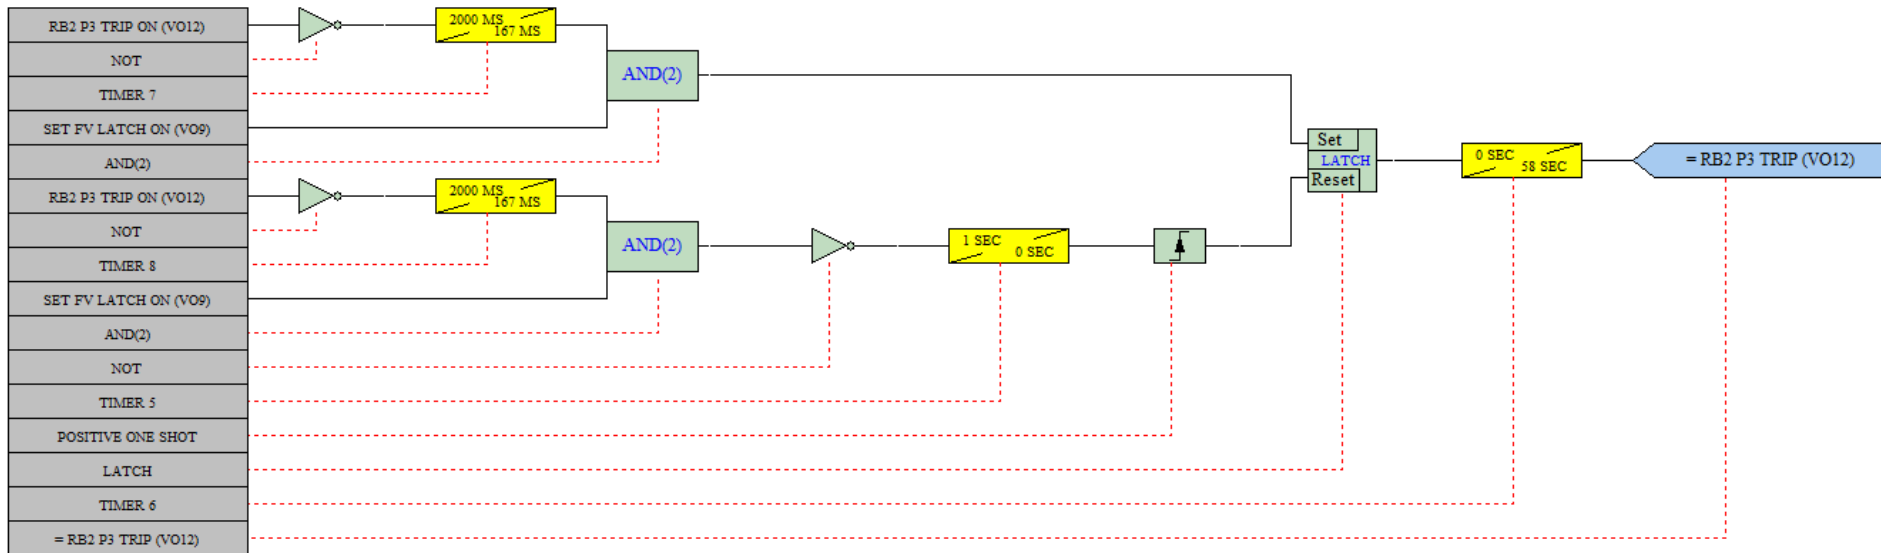 RB2 P3 TRIP ON (VO12)
NOT
TIMER 7
SET FV LATCH ON (VO9)
AND(2)
RB2 P3 TRIP ON (VO12)
NOT
TIMER 8
SET FV LATCH ON (VO9)
AND(2)
NOT
TIMER 5
POSITIVE ONE SHOT
LATCH
TIMER 6
= RB2 P3 TRIP (VO12)
2000 MS
167 MS
AND(2)
2000 MS
167 MS
AND(2)
1 SEC
0 SEC
Set
LATCH
Reset
0 SEC
58 SEC
= RB2 P3 TRIP (VO12)